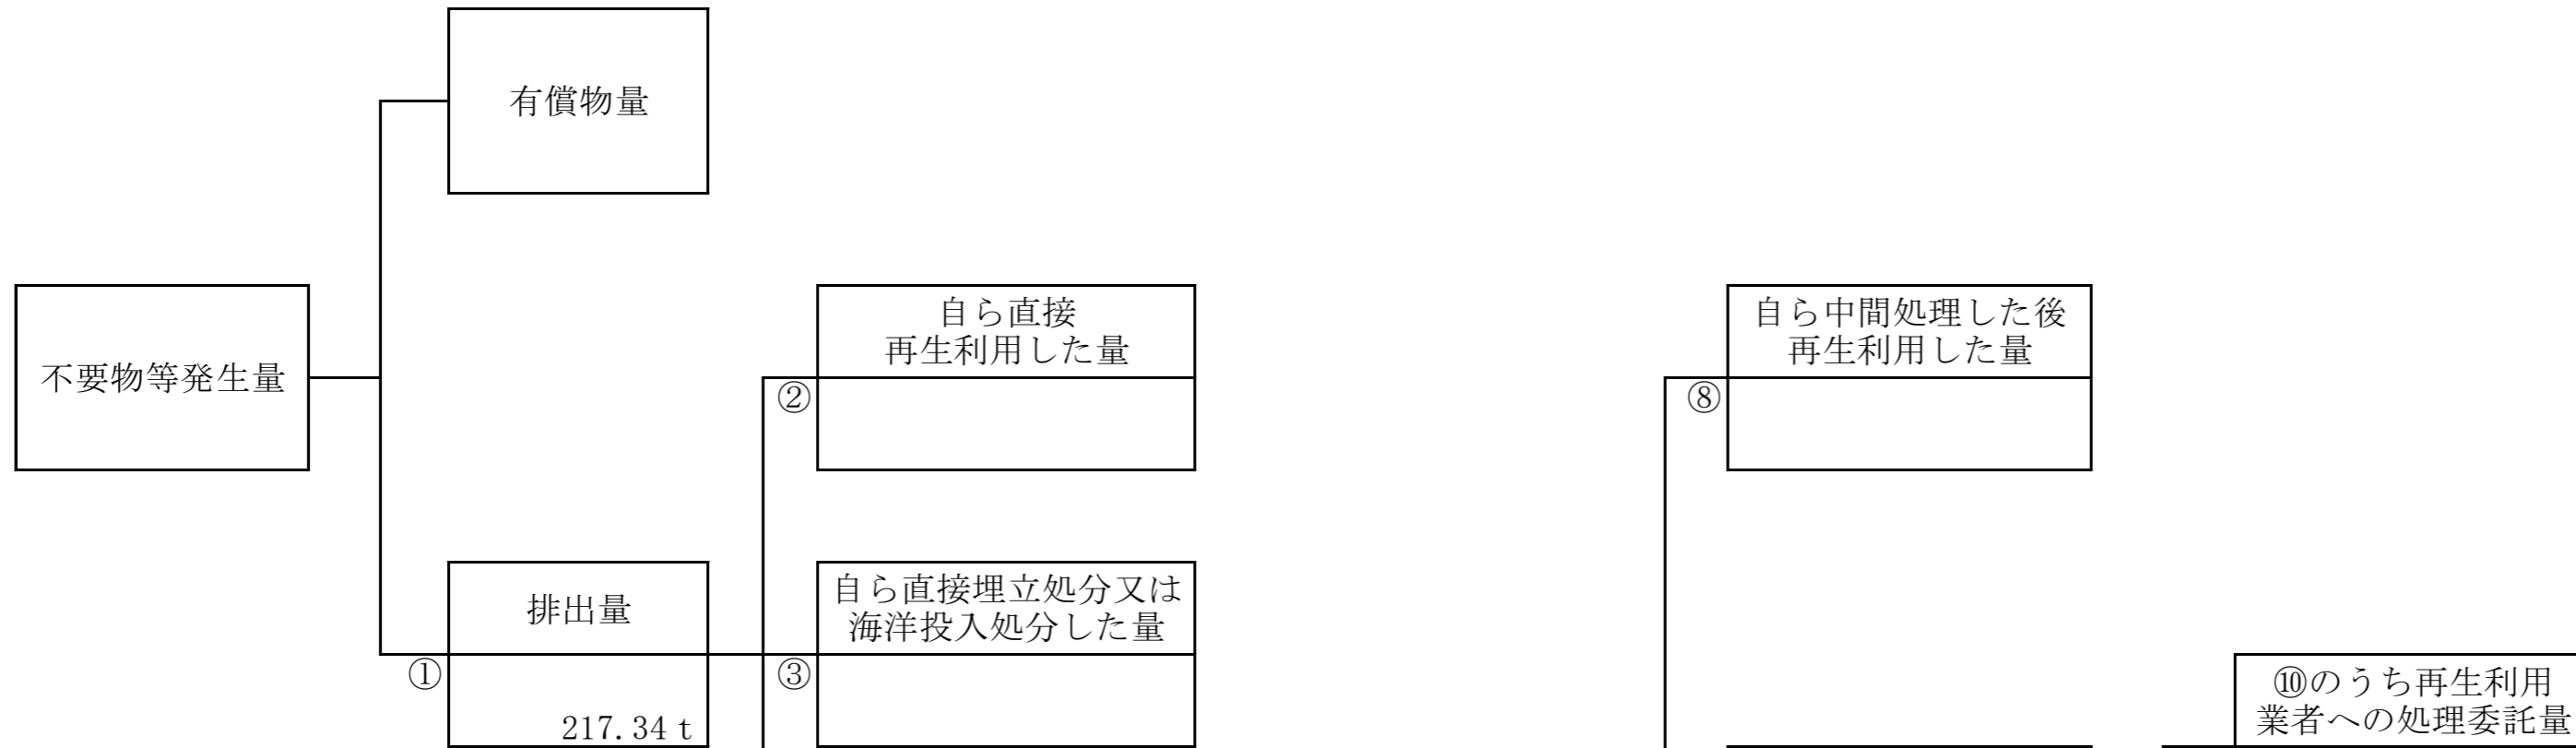 有償物量
不要物等発生量
自ら直接
再生利用した量
②
自ら中間処理した後
再生利用した量
⑧
排出量
①
217.34 t
自ら直接埋立処分又は
海洋投入処分した量
③
⑩のうち再生利用
業者への処理委託量